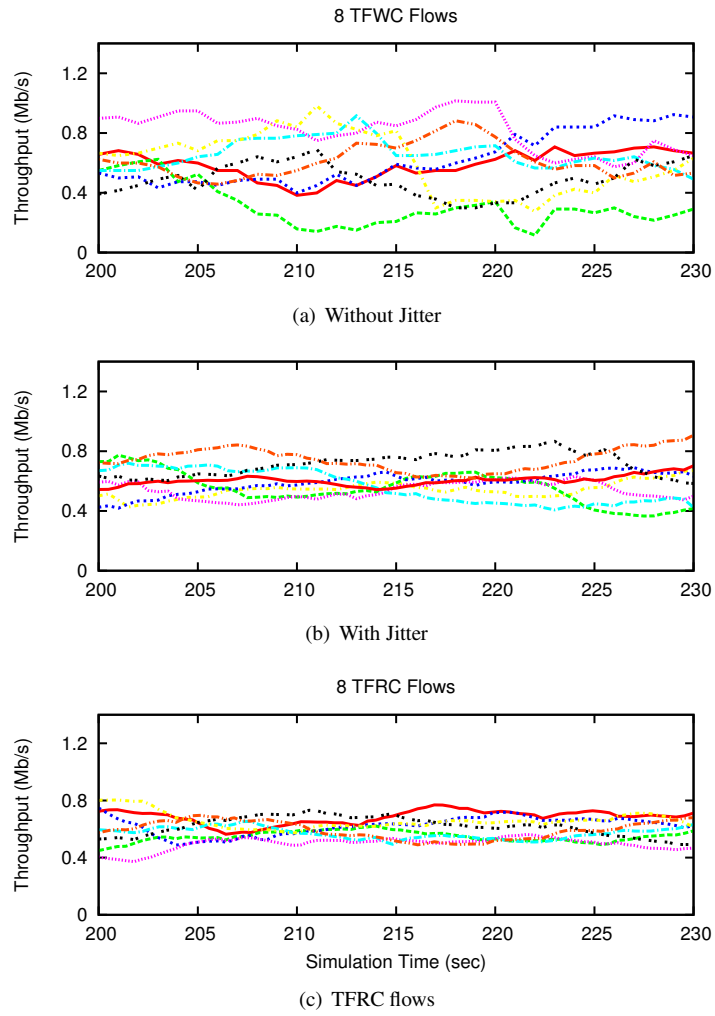 8 TFWC Flows
Throughput (Mb/s)
1.2
0.8
0.4
0
200 205 210 215 220 225 230
(a) Without Jitter
Throughput (Mb/s)
1.2
0.8
0.4
0
200 205 210 215 220 225 230
(b) With Jitter
8 TFRC Flows
Throughput (Mb/s)
1.2
0.8
0.4
0
200 205 210 215 220 225 230
Simulation Time (sec)
(c) TFRC flows